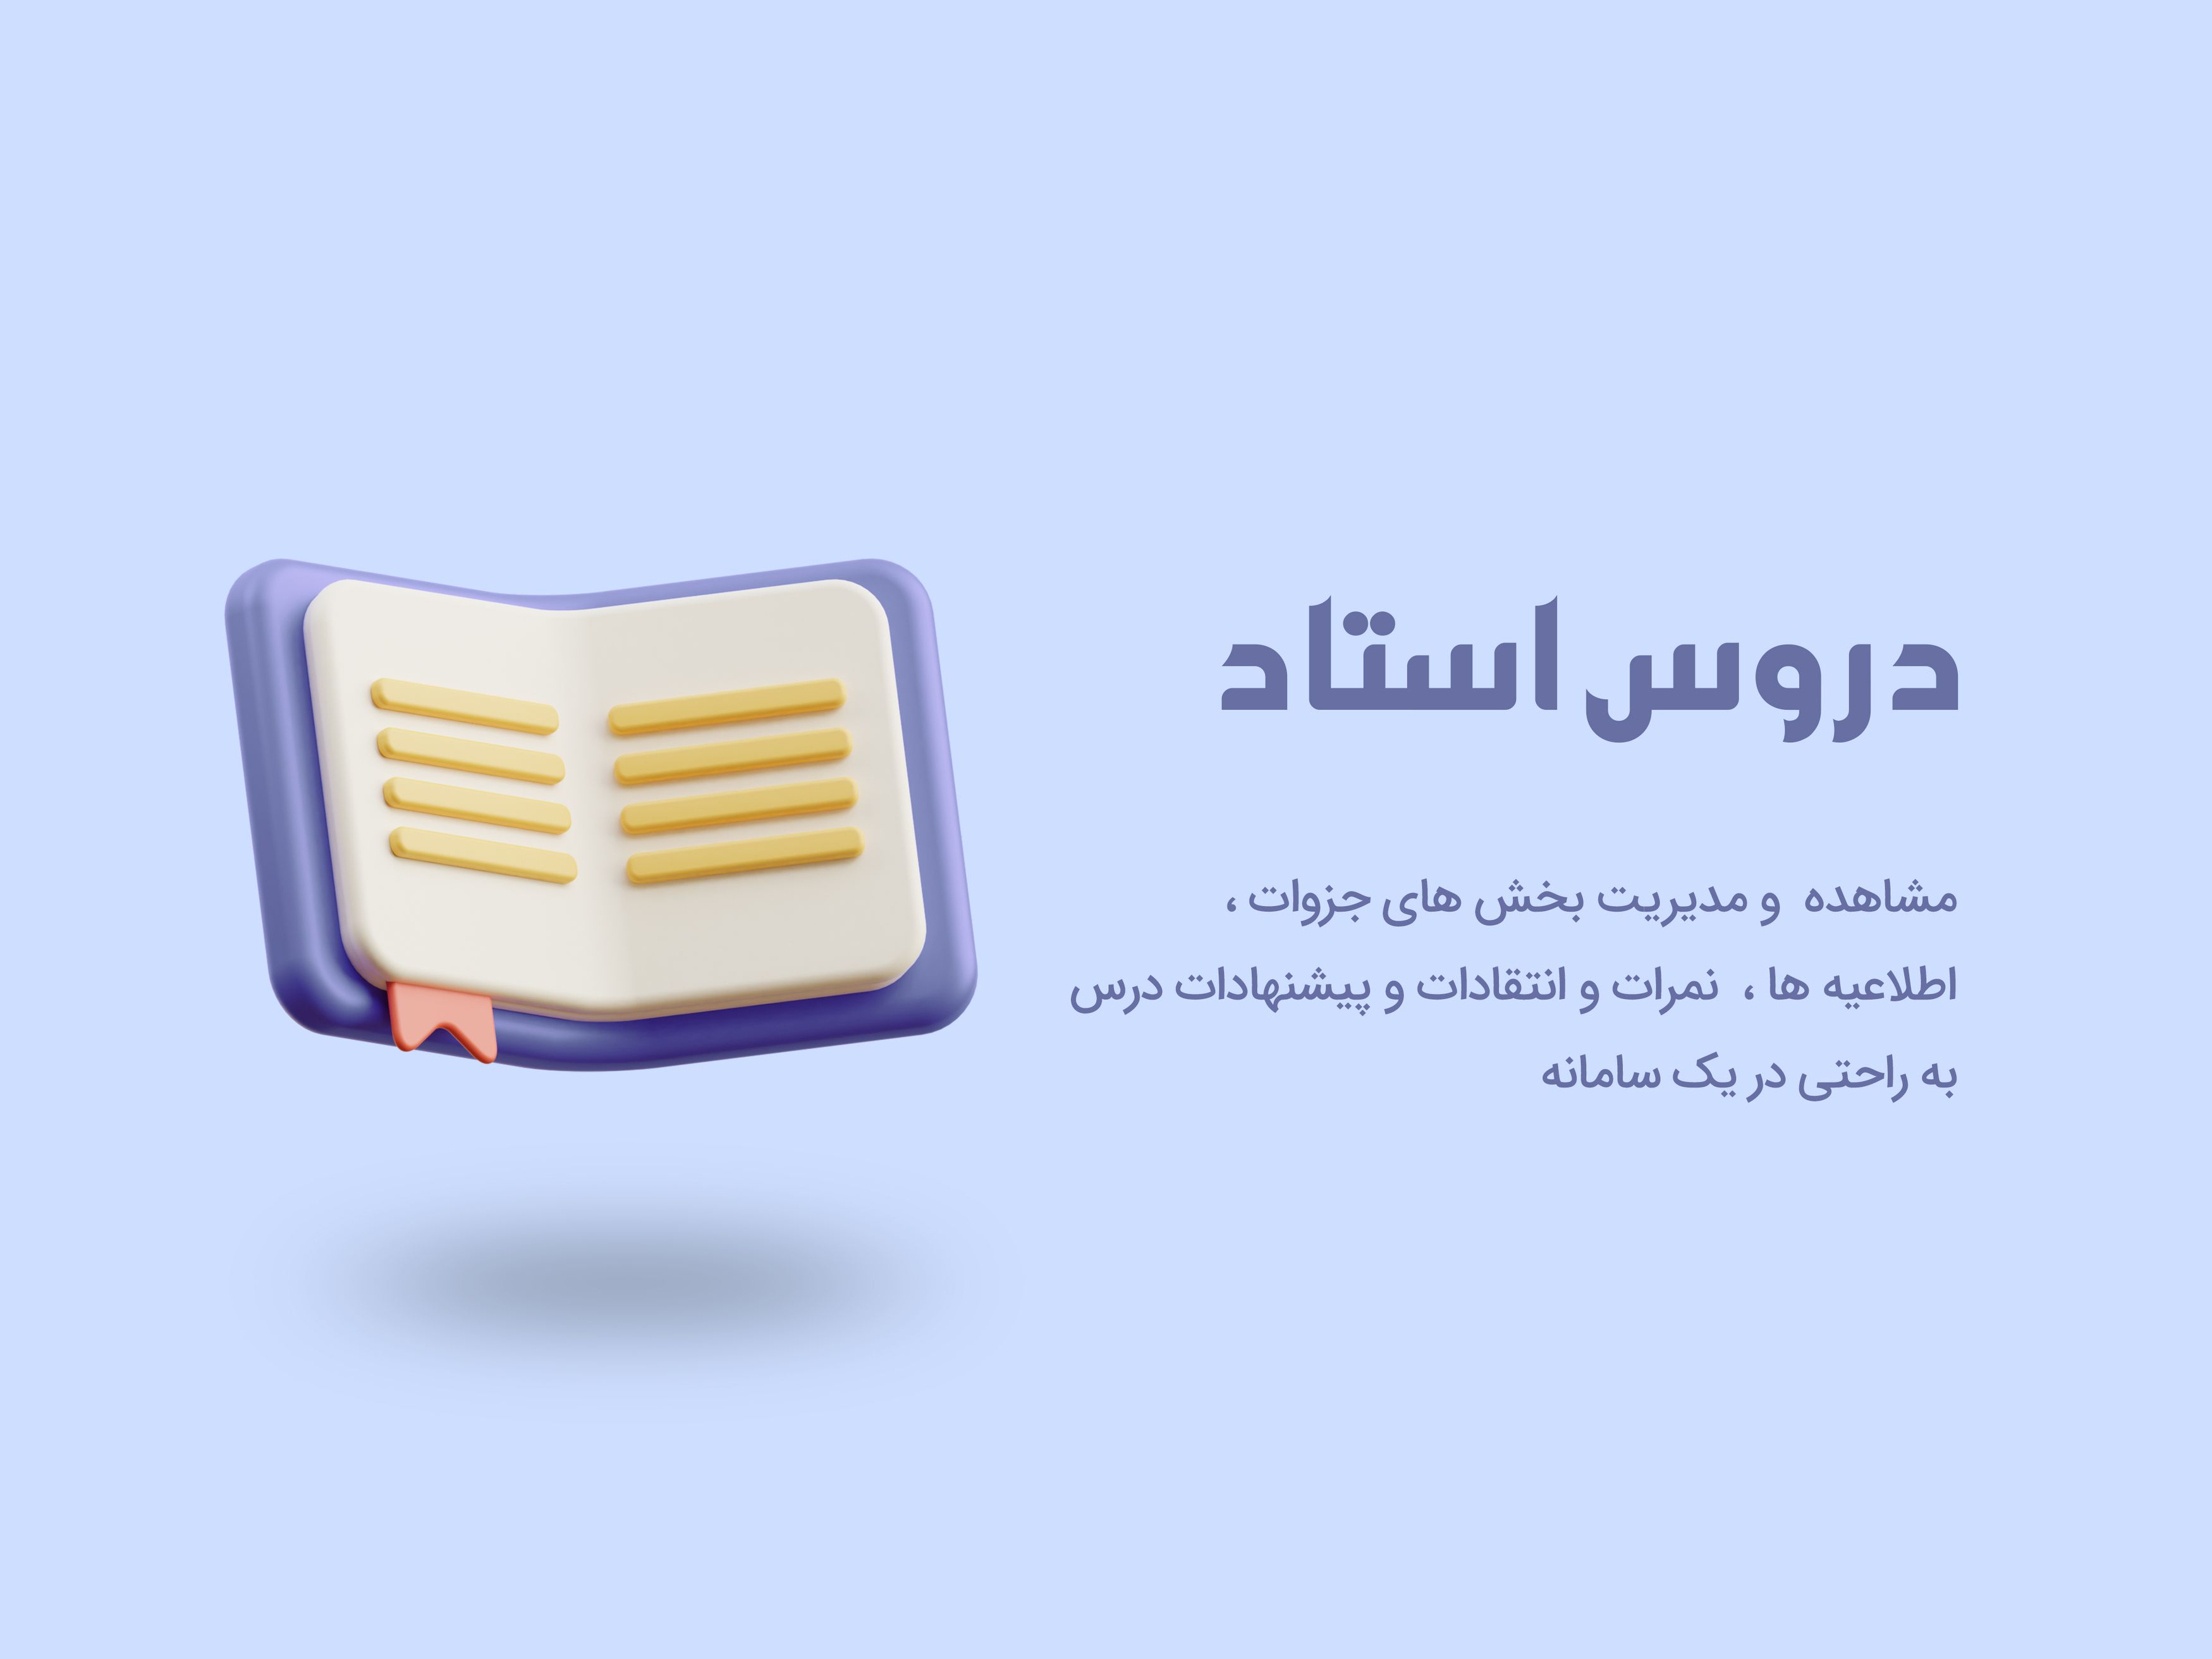 دروس استاد
مشاهده و مدیریت بخش های جزوات ،
اطلاعیه ها ، نمرات و انتقادات و پیشنهادات درس
به راحتی در یک سامانه